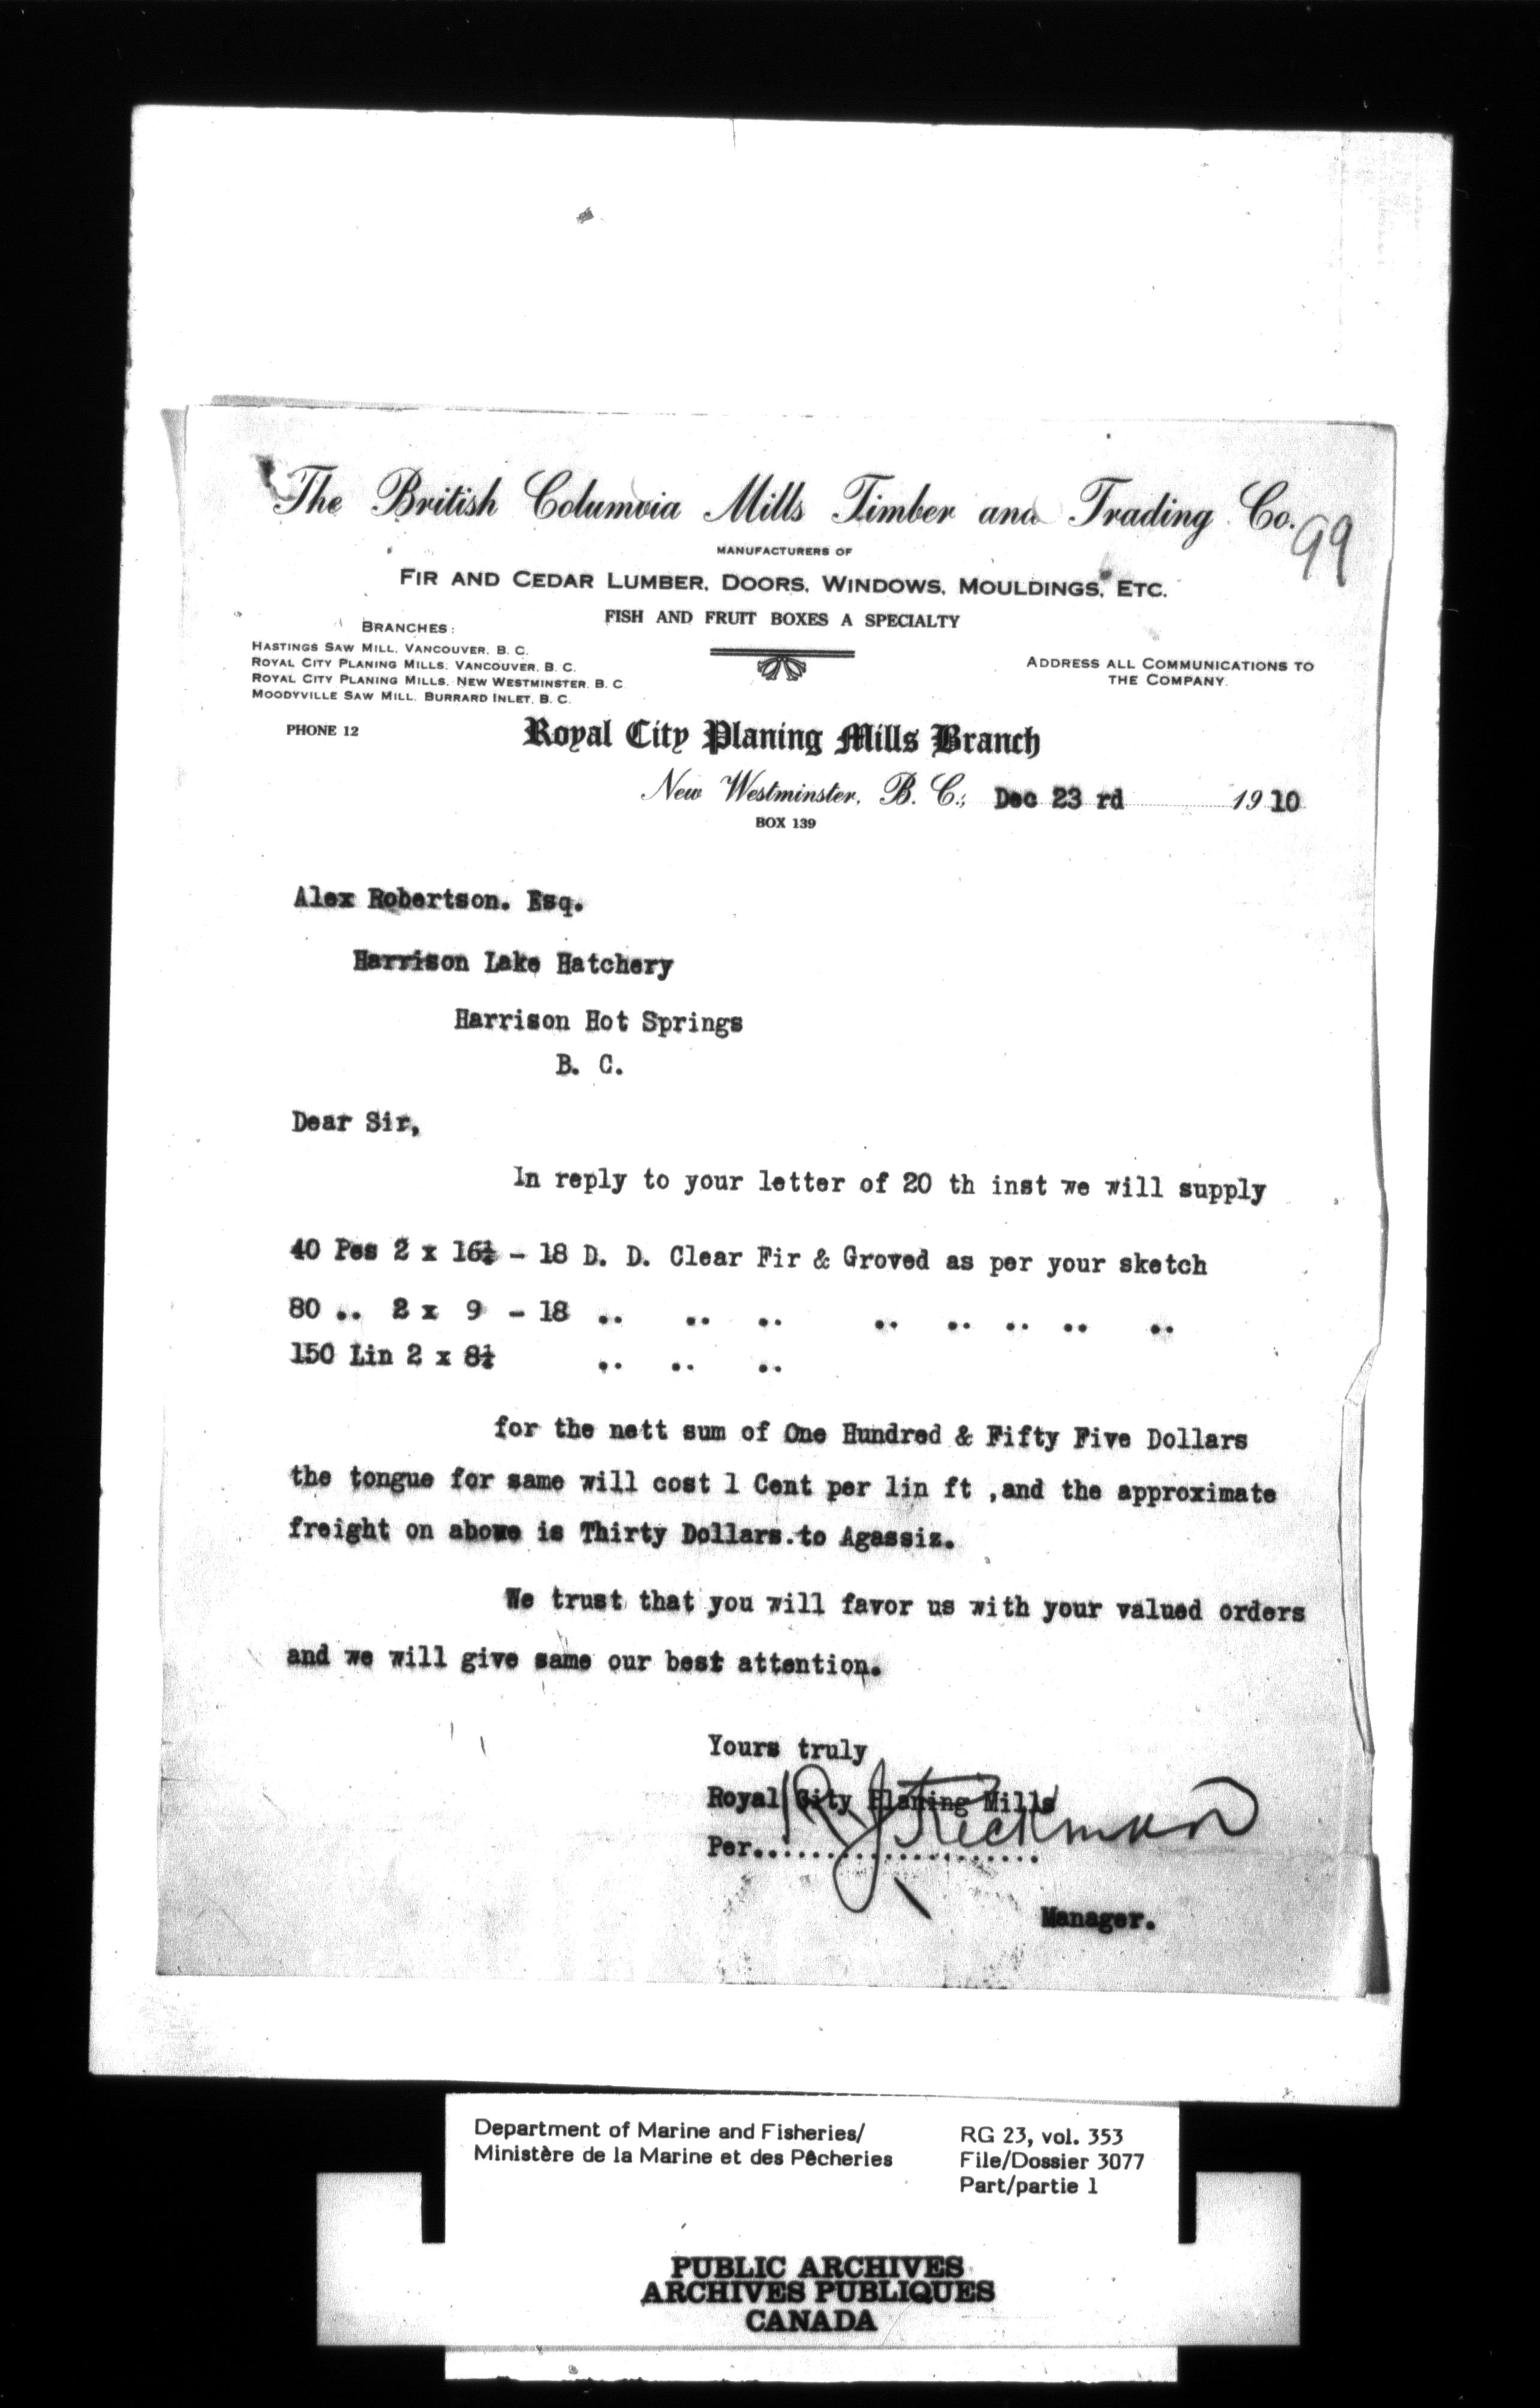 The British Columbia Mills Timber and Trading Co.
99
MANUFACTURERS OF
FIR AND CEDAR LUMBER, DOORS, WINDOWS, MOULDINGS, ETC.
FISH AND FRUIT BOXES A SPECIALTY
BRANCHES:
HASTINGS SAW MILL, VANCOUVER, B. C.
ROYAL CITY PLANING MILLS, VANCOUVER, B. C.
ROYAL CITY PLANING MILLS, NEW WESTMINSTER, B. C
MOODYVILLE SAW MILL, BURRARD INLET, B. C.
ADDRESS ALL COMMUNICATIONS TO
THE COMPANY.
PHONE 12
Royal City Planing Mills Branch
New Westminster, B. C., Dec 23 rd 1910
BOX 139
Alex Robertson. Esq.
Harrison Lake Hatchery
Harrison Hot Springs
B. C.
Dear Sir,
In reply to your letter of 20 th inst we will supply
40 Pes 2 x 16¼ - 18 D. D. Clear Fir & Groved as per your sketch
80 .. 2 x 9 - 18 .. .. .. .. .. .. .. ..
150 Lin 2 x 8¼ .. .. ..
for the nett sum of One Hundred & Fifty Five Dollars
the tongue for same will cost 1 Cent per lin ft ,and the approximate
freight on above is Thirty Dollars.to Agassiz.
We trust that you will favor us with your valued orders
and we will give same our best attention.
Yours truly
Royal City Planing Mills
Per.....................
Manager.
Department of Marine and Fisheries/
Ministère de la Marine et des Pêcheries
RG 23, vol. 353
File/Dossier 3077
Part/partie 1
PUBLIC ARCHIVES
ARCHIVES PUBLIQUES
CANADA